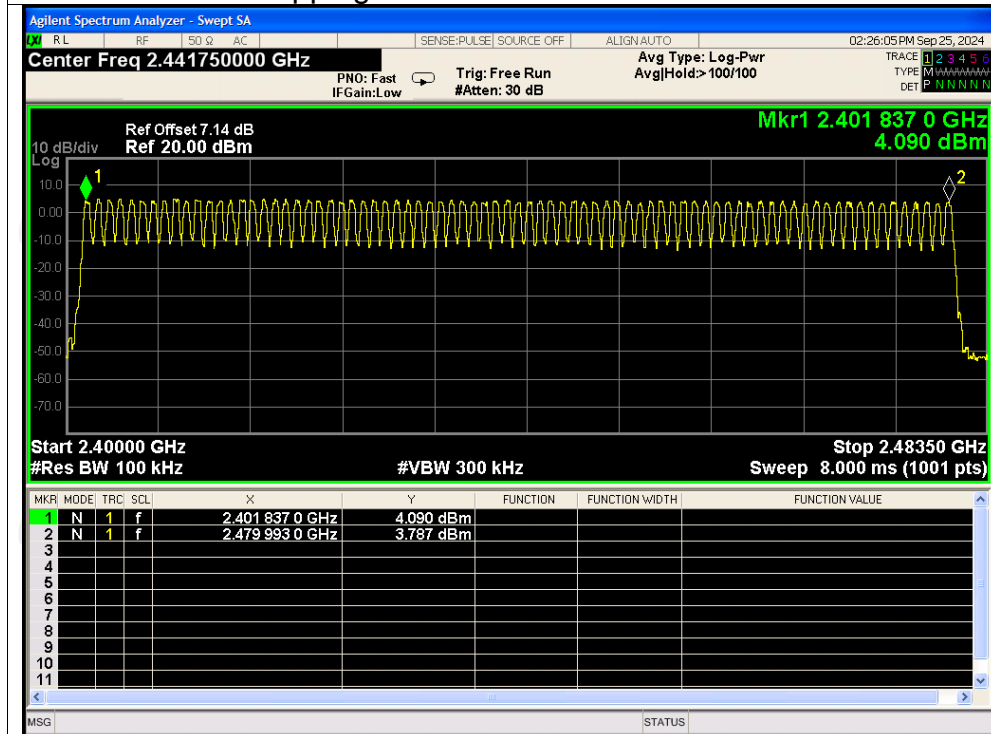 pping
Agilent Spectrum Analyzer - Swept SA
LXI RL RF 50 Ω AC SENSE:PULSE SOURCE OFF ALIGN AUTO 02:26:05 PM Sep 25, 2024
Center Freq 2.441750000 GHz
PNO: Fast
IFGain:Low
Trig: Free Run
#Atten: 30 dB
Avg Type: Log-Pwr
Avg|Hold:>100/100
TRACE 1 2 3 4 5 6
TYPE M
DET P N N N N N
Mkr1 2.401 837 0 GHz
4.090 dBm
Ref Offset 7.14 dB
10 dB/div Ref 20.00 dBm
Log
1
2
10.0
0.00
-10.0
-20.0
-30.0
-40.0
-50.0
-60.0
-70.0
Start 2.40000 GHz Stop 2.48350 GHz
#Res BW 100 kHz #VBW 300 kHz Sweep 8.000 ms (1001 pts)
MKR MODE TRC SCL X Y FUNCTION FUNCTION WIDTH FUNCTION VALUE
1 N 1 f 2.401 837 0 GHz 4.090 dBm
2 N 1 f 2.479 993 0 GHz 3.787 dBm
3
4
5
6
7
8
9
10
11
MSG STATUS